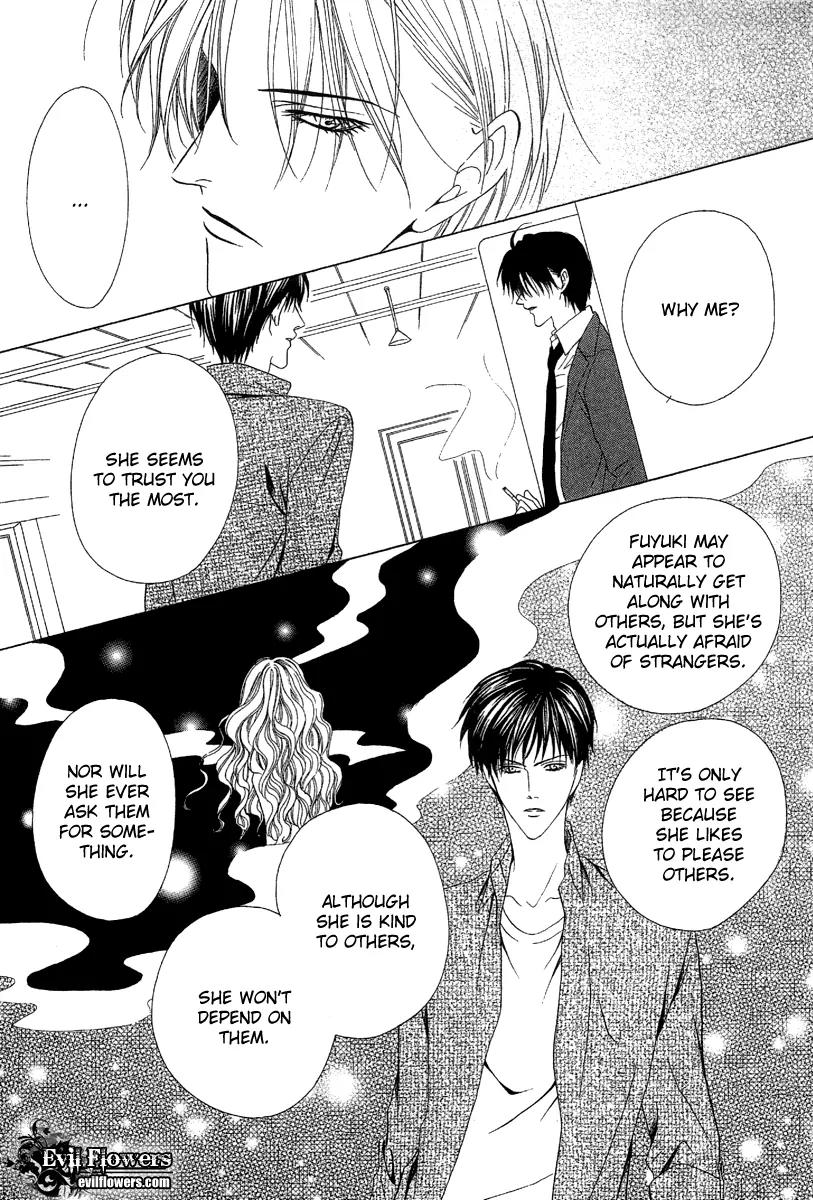 WHY ME?
...
SHE SEEMS
TO TRUST YOU
THE MOST.
FUYUKI MAY
APPEAR TO
NATURALLY GET
ALONG WITH
OTHERS, BUT SHE'S
ACTUALLY AFRAID
OF STRANGERS.
IT'S ONLY
HARD TO SEE
BECAUSE
SHE LIKES
TO PLEASE
OTHERS.
ALTHOUGH
SHE IS KIND
TO OTHERS,
SHE WON'T
DEPEND ON
THEM.
NOR WILL
SHE EVER
ASK THEM
FOR SOME-
THING.
Evil Flowers
evilflowers.com